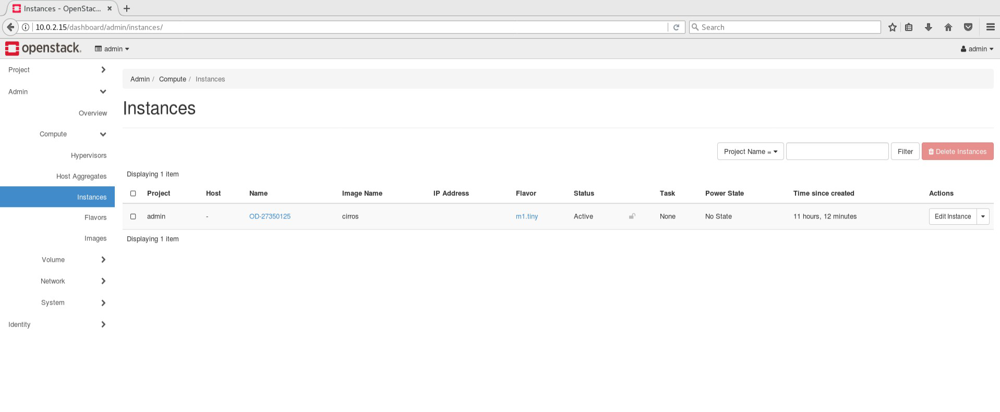 Instances - OpenStac...
10.0.2.15/dashboard/admin/instances/
Search
openstack.
admin
admin
Project
Admin
Overview
Compute
Hypervisors
Host Aggregates
Instances
Flavors
Images
Volume
Network
System
Identity
Admin / Compute / Instances
Instances
Project Name = Filter Delete Instances
Displaying 1 item
Project Host Name Image Name IP Address Flavor Status Task Power State Time since created Actions
admin - OD-27350125 cirros m1.tiny Active None No State 11 hours, 12 minutes Edit Instance
Displaying 1 item